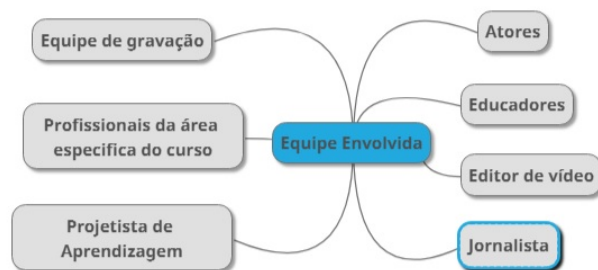 Equipe de gravação
Atores
Educadores
Profissionais da área
especifica do curso
Equipe Envolvida
Editor de vídeo
Projetista de
Aprendizagem
Jornalista